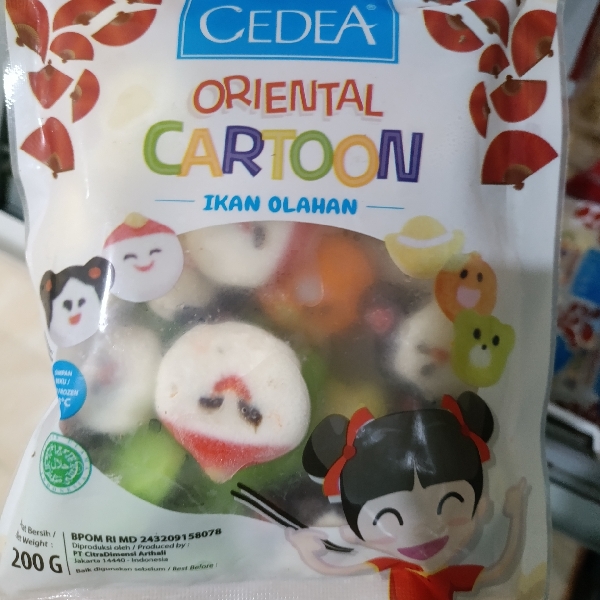 CEDEA
ORIENTAL
CARTOON
IKAN OLAHAN
Bersih /
Weight :
200 G
BPOM RI MD 243209158078
Diproduksi oleh / Produced by :
PT CitraDimensi Arthali
Jakarta 14440 - Indonesia
Baik digunakan sebelum / Best Before :